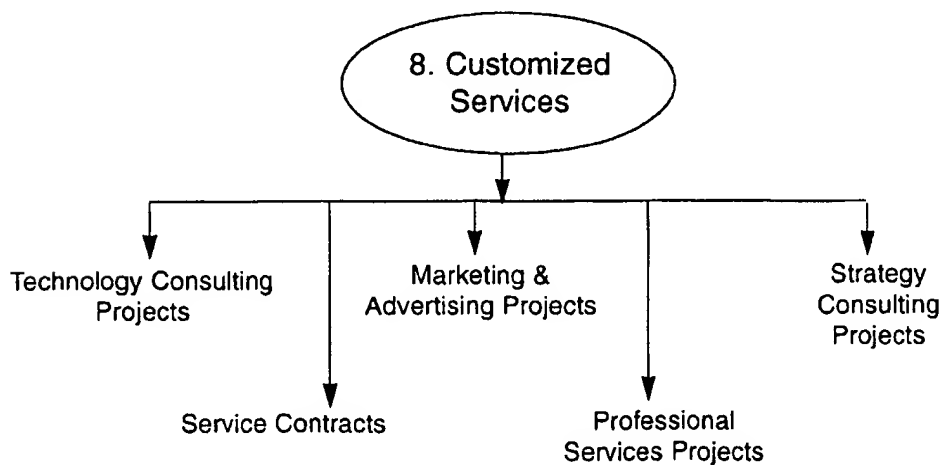 8. Customized
Services
Technology Consulting
Projects
Marketing &
Advertising Projects
Strategy
Consulting
Projects
Service Contracts
Professional
Services Projects